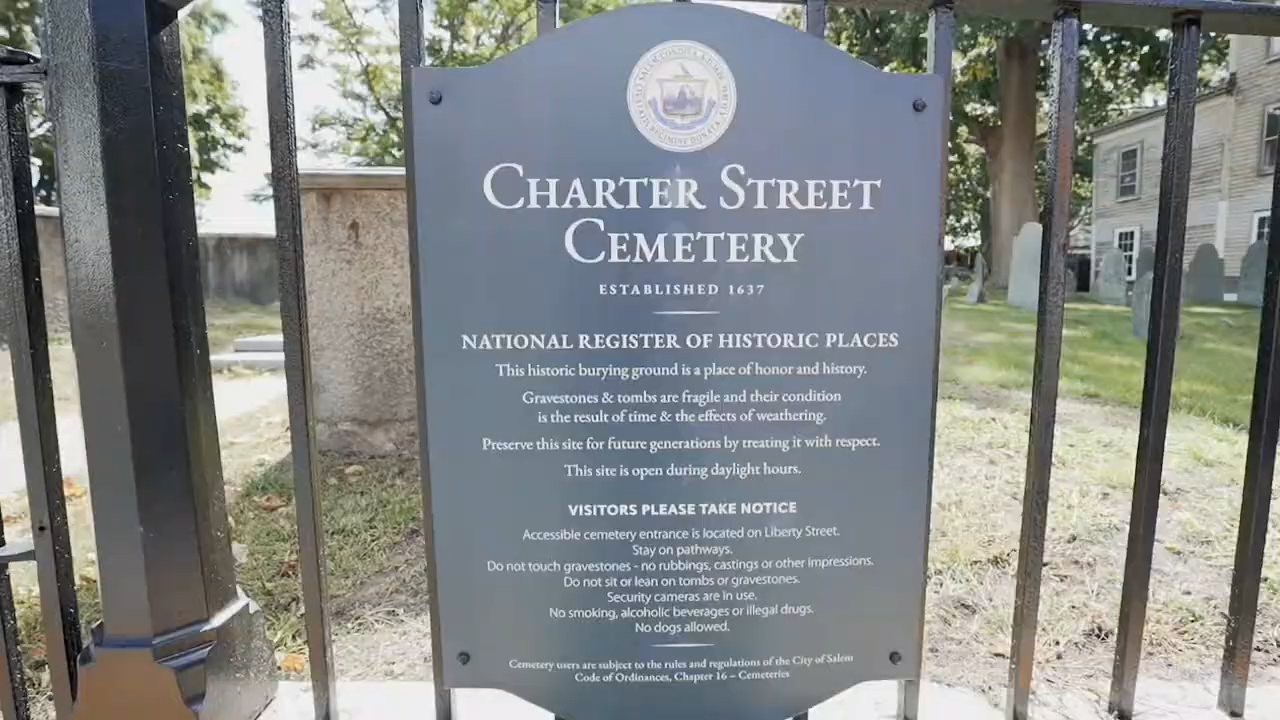 CHARTER STREET
CEMETERY
ESTABLISHED 1637
NATIONAL REGISTER OF HISTORIC PLACES
This historic burying ground is a place of honor and history.
Gravestones & tombs are fragile and their condition
is the result of time & the effects of weathering.
Preserve this site for future generations by treating it with respect.
This site is open during daylight hours.
VISITORS PLEASE TAKE NOTICE
Accessible cemetery entrance is located on Liberty Street.
Stay on pathways.
Do not touch gravestones - no rubbings, castings or other impressions.
Do not sit or lean on tombs or gravestones.
Security cameras are in use.
No smoking, alcoholic beverages or illegal drugs.
No dogs allowed.
Cemetery users are subject to the rules and regulations of the City of Salem
Code of Ordinances, Chapter 16 – Cemeteries